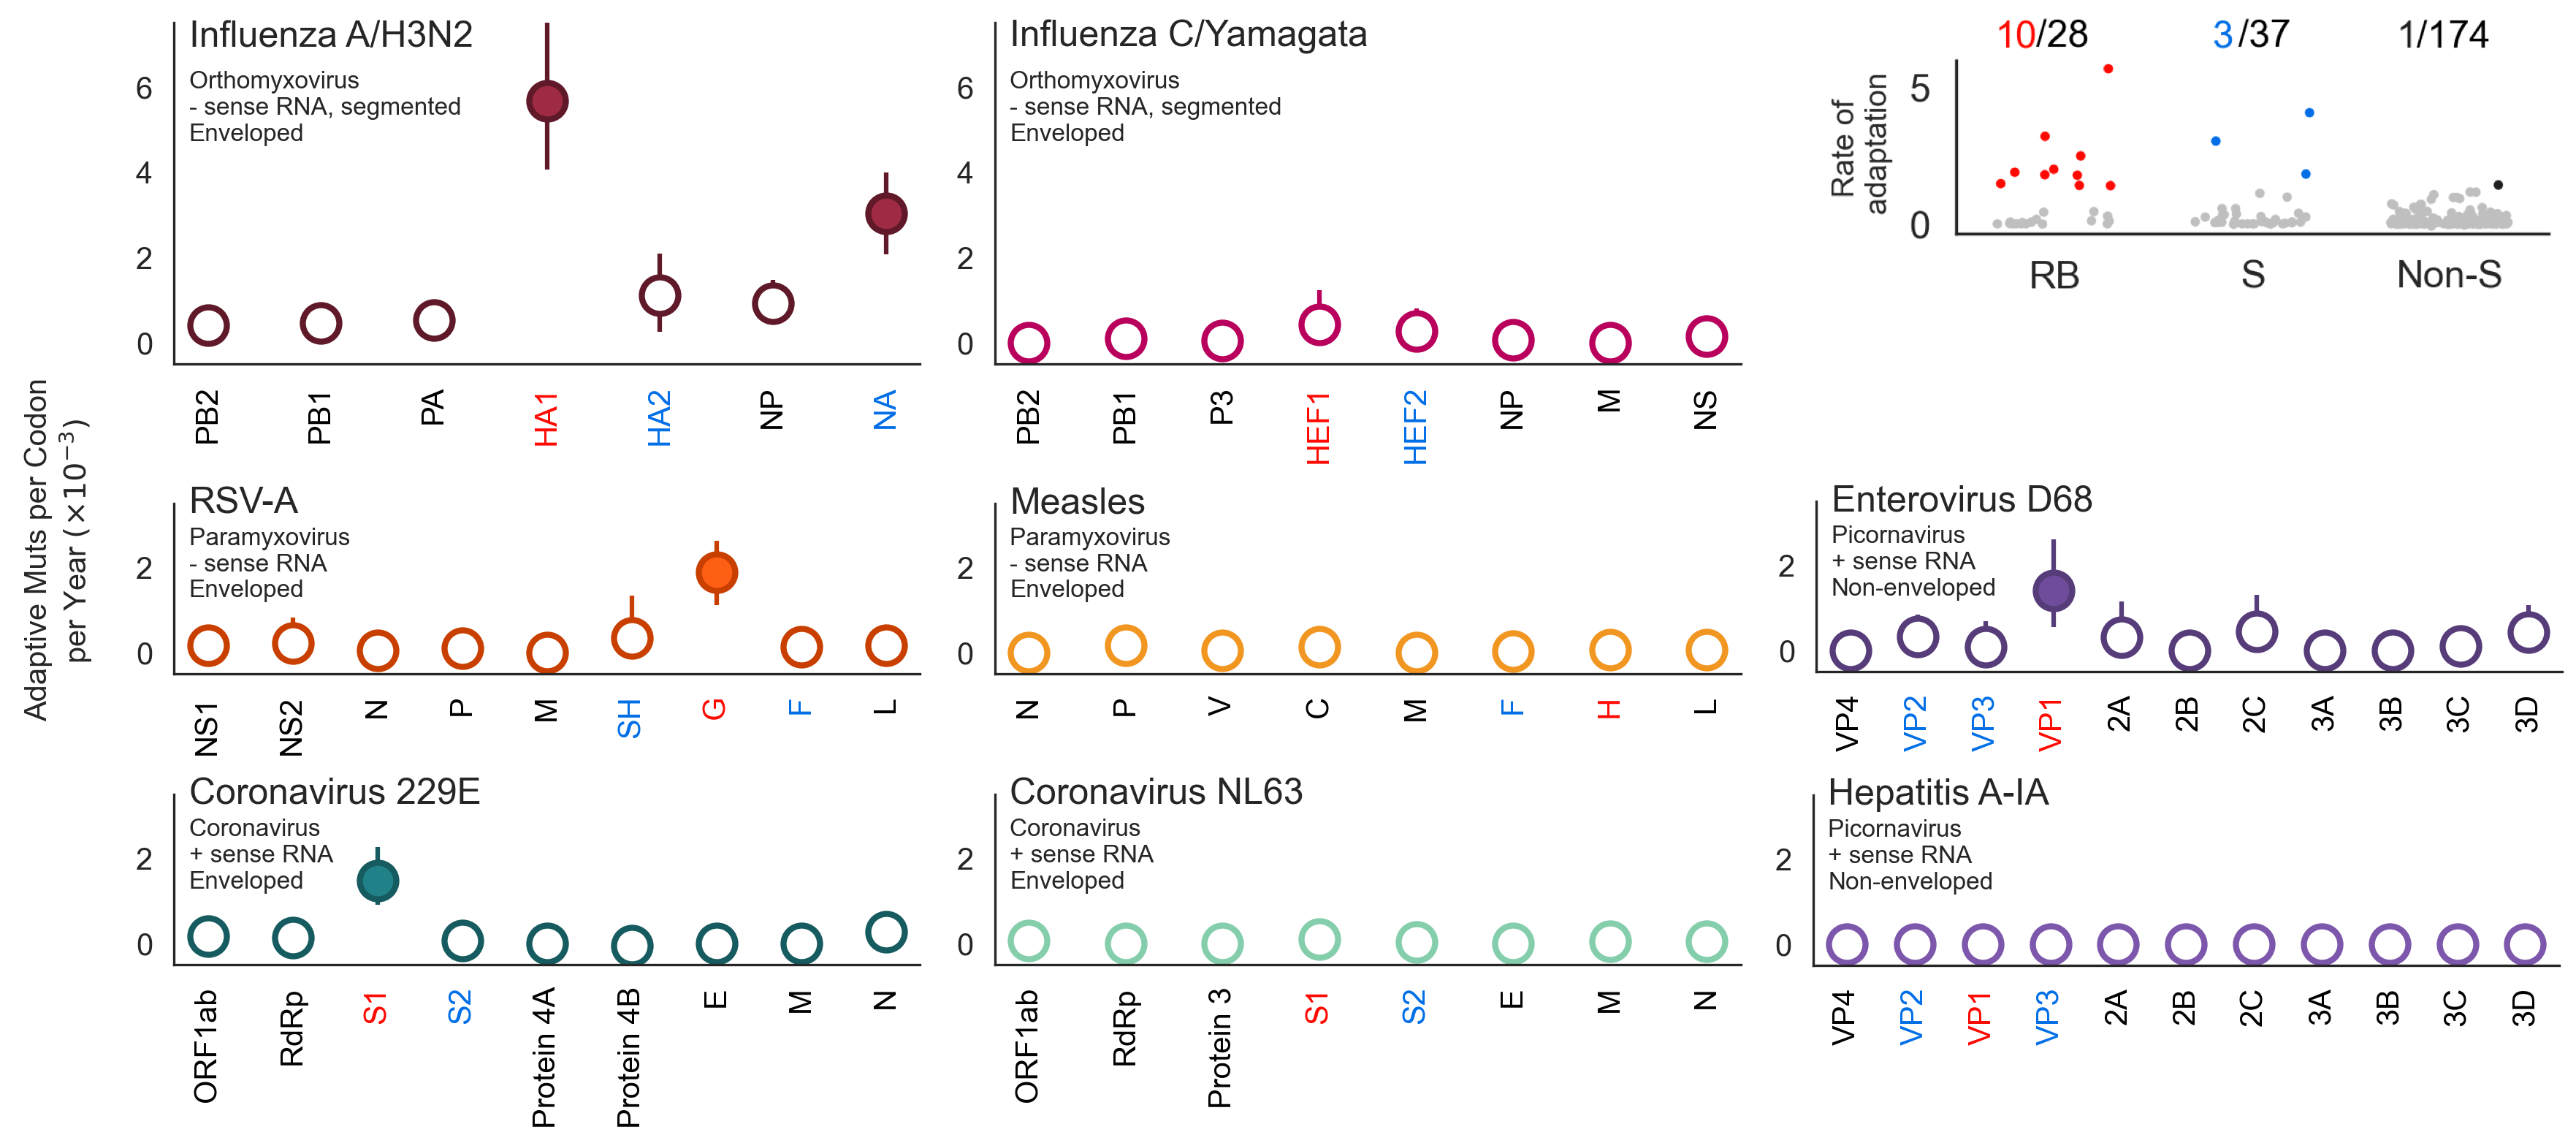 Adaptive Muts per Codon
per Year (×10⁻³)
Influenza A/H3N2
Orthomyxovirus
- sense RNA, segmented
Enveloped
6
4
2
0
PB2
PB1
PA
HA1
HA2
NP
NA
Influenza C/Yamagata
Orthomyxovirus
- sense RNA, segmented
Enveloped
6
4
2
0
PB2
PB1
P3
HEF1
HEF2
NP
M
NS
10/28
3/37
1/174
Rate of
adaptation
5
0
RB
S
Non-S
RSV-A
Paramyxovirus
- sense RNA
Enveloped
2
0
NS1
NS2
N
P
M
SH
G
F
L
Measles
Paramyxovirus
- sense RNA
Enveloped
2
0
N
P
V
C
M
F
H
L
Enterovirus D68
Picornavirus
+ sense RNA
Non-enveloped
2
0
VP4
VP2
VP3
VP1
2A
2B
2C
3A
3B
3C
3D
Coronavirus 229E
Coronavirus
+ sense RNA
Enveloped
2
0
ORF1ab
RdRp
S1
S2
Protein 4A
Protein 4B
E
M
N
Coronavirus NL63
Coronavirus
+ sense RNA
Enveloped
2
0
ORF1ab
RdRp
Protein 3
S1
S2
E
M
N
Hepatitis A-IA
Picornavirus
+ sense RNA
Non-enveloped
2
0
VP4
VP2
VP1
VP3
2A
2B
2C
3A
3B
3C
3D